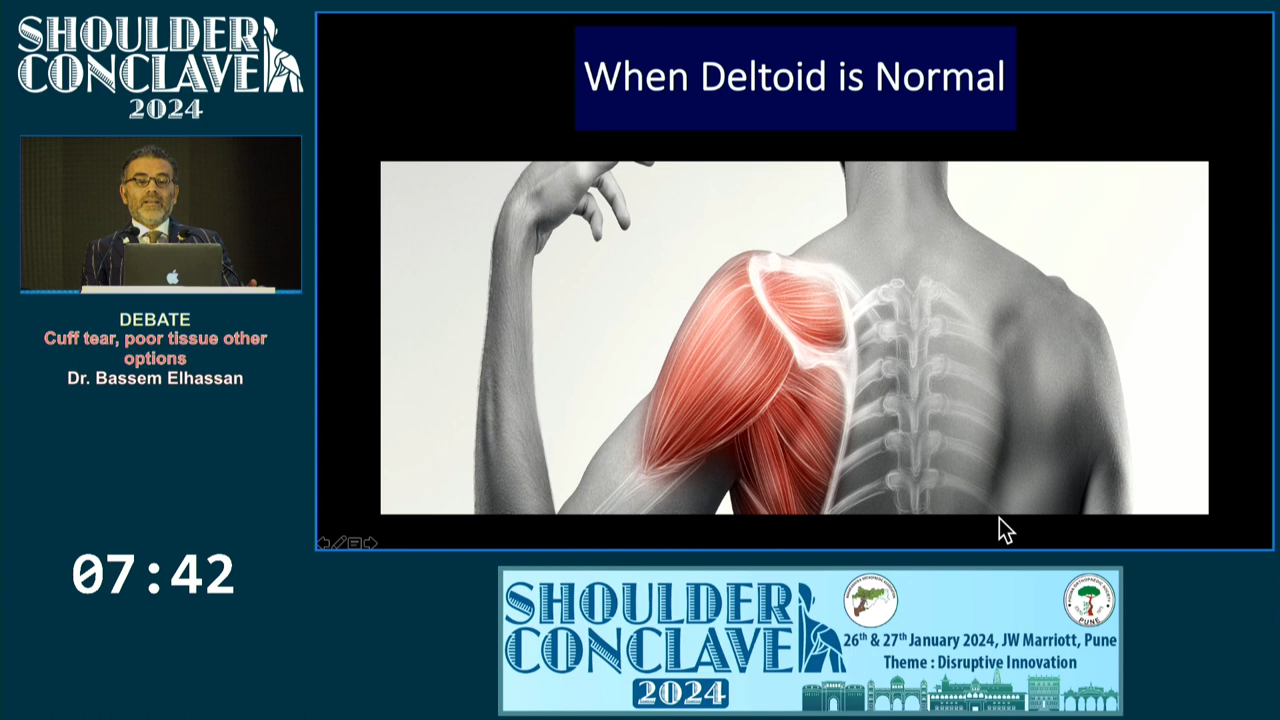 SHOULDER
CONCLAVE
2024
When Deltoid is Normal
DEBATE
Cuff tear, poor tissue other
options
Dr. Bassem Elhassan
07:42
SHOULDER
CONCLAVE
2024
26th & 27th January 2024, JW Marriott, Pune
Theme : Disruptive Innovation
PUNE